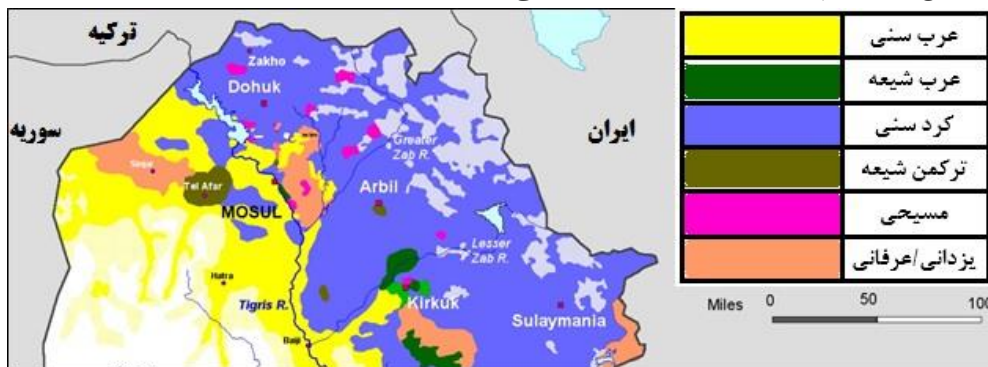 ترکیه
سوریه
ایران
Zakho
Dohuk
Greater
Zab R.
Sinjar
Tel Afar
MOSUL
Arbil
Lesser
Zab R.
Hatra
Tigris R.
Kirkuk
Baiji
Sulaymania
عرب سنی
عرب شیعه
کرد سنی
ترکمن شیعه
مسیحی
یزدانی/عرفانی
Miles 0 50 100